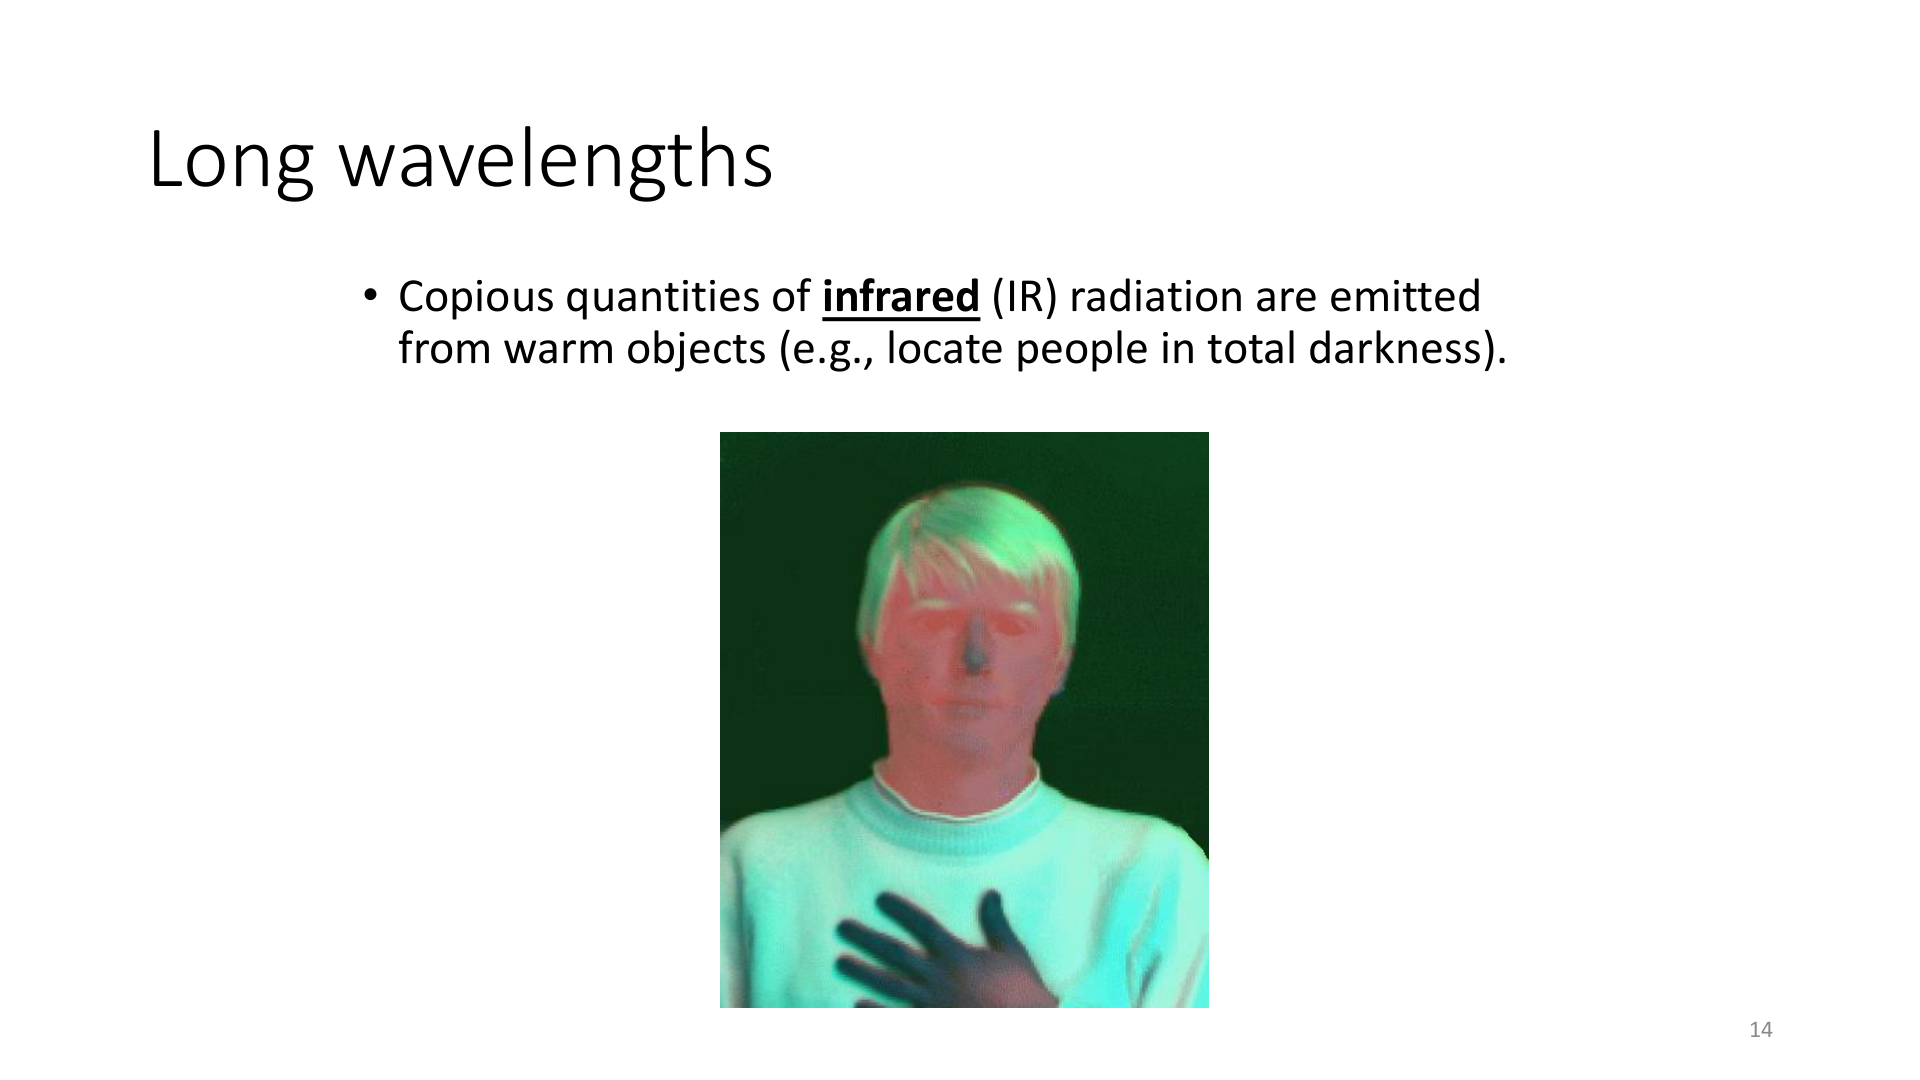 Long wavelengths
• Copious quantities of infrared (IR) radiation are emitted
from warm objects (e.g., locate people in total darkness).
14